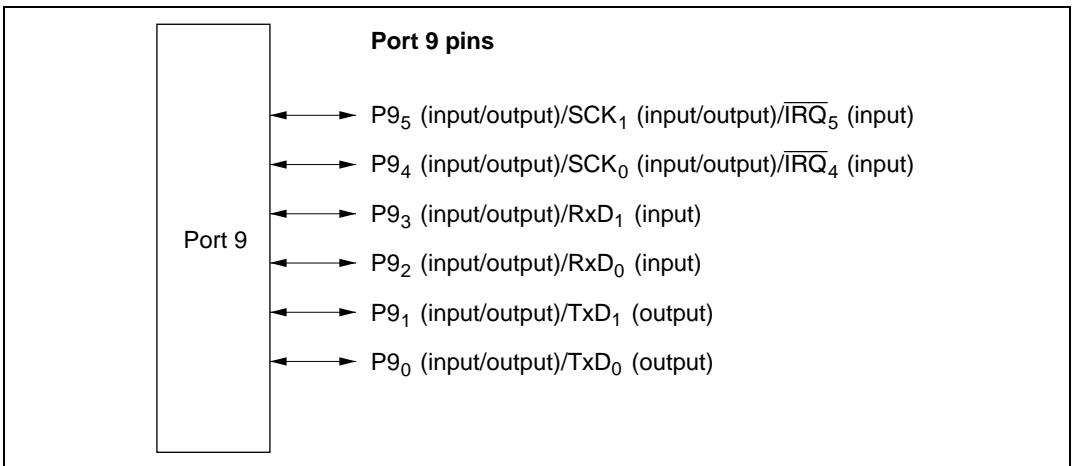 Port 9 pins
P9₅ (input/output)/SCK₁ (input/output)/I̅R̅Q̅₅ (input)
P9₄ (input/output)/SCK₀ (input/output)/I̅R̅Q̅₄ (input)
P9₃ (input/output)/RxD₁ (input)
Port 9
P9₂ (input/output)/RxD₀ (input)
P9₁ (input/output)/TxD₁ (output)
P9₀ (input/output)/TxD₀ (output)